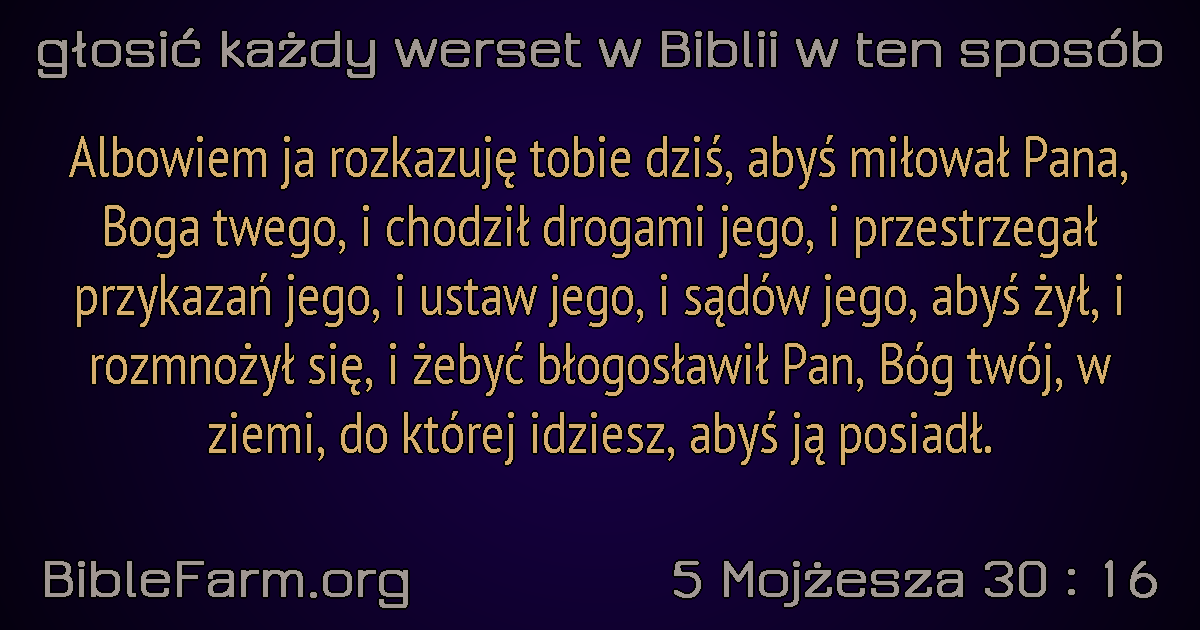 głosić każdy werset w Biblii w ten sposób
Albowiem ja rozkazuję tobie dziś, abyś miłował Pana,
Boga twego, i chodził drogami jego, i przestrzegał
przykazań jego, i ustaw jego, i sądów jego, abyś żył, i
rozmnożył się, i żebyć błogosławił Pan, Bóg twój, w
ziemi, do której idziesz, abyś ją posiadł.
BibleFarm.org
5 Mojżesza 30 : 16